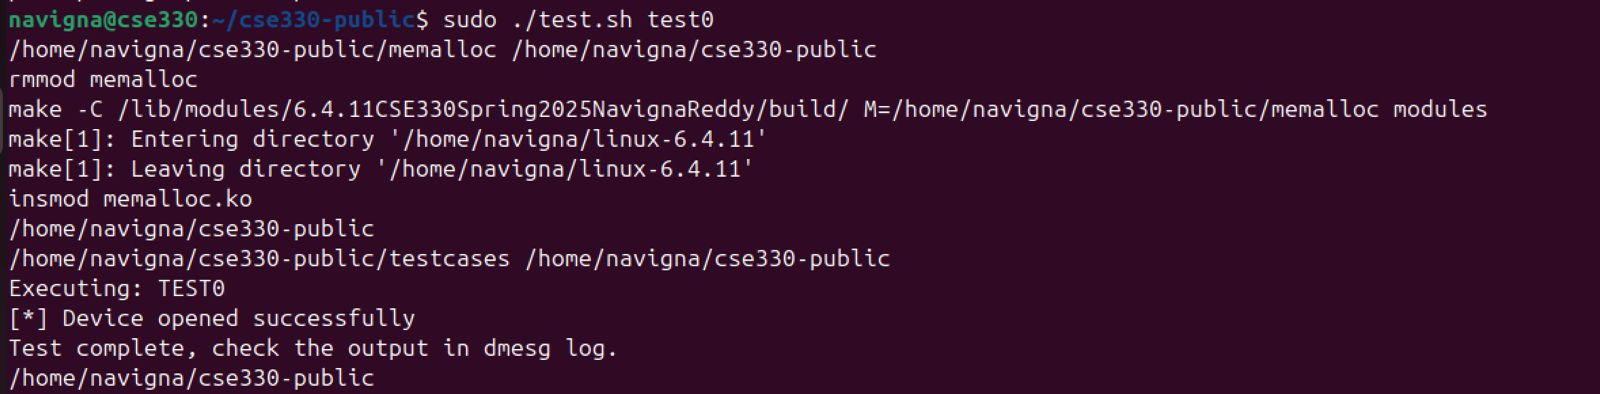 navigna@cse330:~/cse330-public$ sudo ./test.sh test0
/home/navigna/cse330-public/memalloc /home/navigna/cse330-public
rmmod memalloc
make -C /lib/modules/6.4.11CSE330Spring2025NavignaReddy/build/ M=/home/navigna/cse330-public/memalloc modules
make[1]: Entering directory '/home/navigna/linux-6.4.11'
make[1]: Leaving directory '/home/navigna/linux-6.4.11'
insmod memalloc.ko
/home/navigna/cse330-public
/home/navigna/cse330-public/testcases /home/navigna/cse330-public
Executing: TEST0
[*] Device opened successfully
Test complete, check the output in dmesg log.
/home/navigna/cse330-public